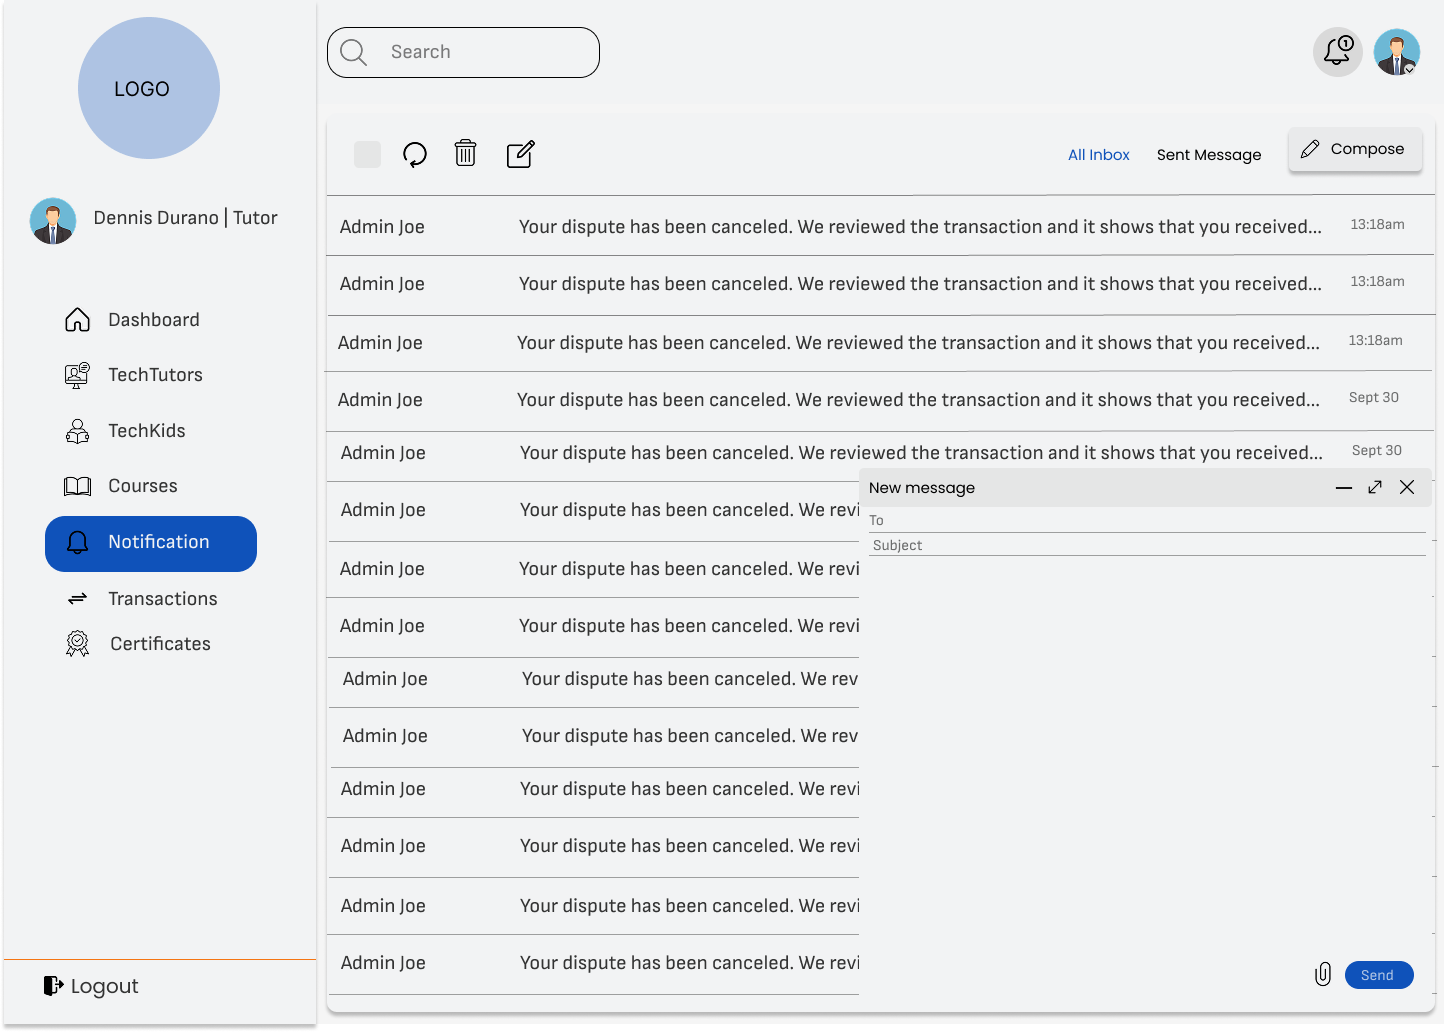 LOGO
Search
1
Dennis Durano | Tutor
Dashboard
TechTutors
TechKids
Courses
Notification
Transactions
Certificates
Logout
All Inbox Sent Message Compose
Admin Joe Your dispute has been canceled. We reviewed the transaction and it shows that you received... 13:18am
Admin Joe Your dispute has been canceled. We reviewed the transaction and it shows that you received... 13:18am
Admin Joe Your dispute has been canceled. We reviewed the transaction and it shows that you received... 13:18am
Admin Joe Your dispute has been canceled. We reviewed the transaction and it shows that you received... Sept 30
Admin Joe Your dispute has been canceled. We reviewed the transaction and it shows that you received... Sept 30
Admin Joe Your dispute has been canceled. We revi
Admin Joe Your dispute has been canceled. We revi
Admin Joe Your dispute has been canceled. We revi
Admin Joe Your dispute has been canceled. We rev
Admin Joe Your dispute has been canceled. We rev
Admin Joe Your dispute has been canceled. We revi
Admin Joe Your dispute has been canceled. We revi
Admin Joe Your dispute has been canceled. We revi
Admin Joe Your dispute has been canceled. We revi
New message
To
Subject
Send